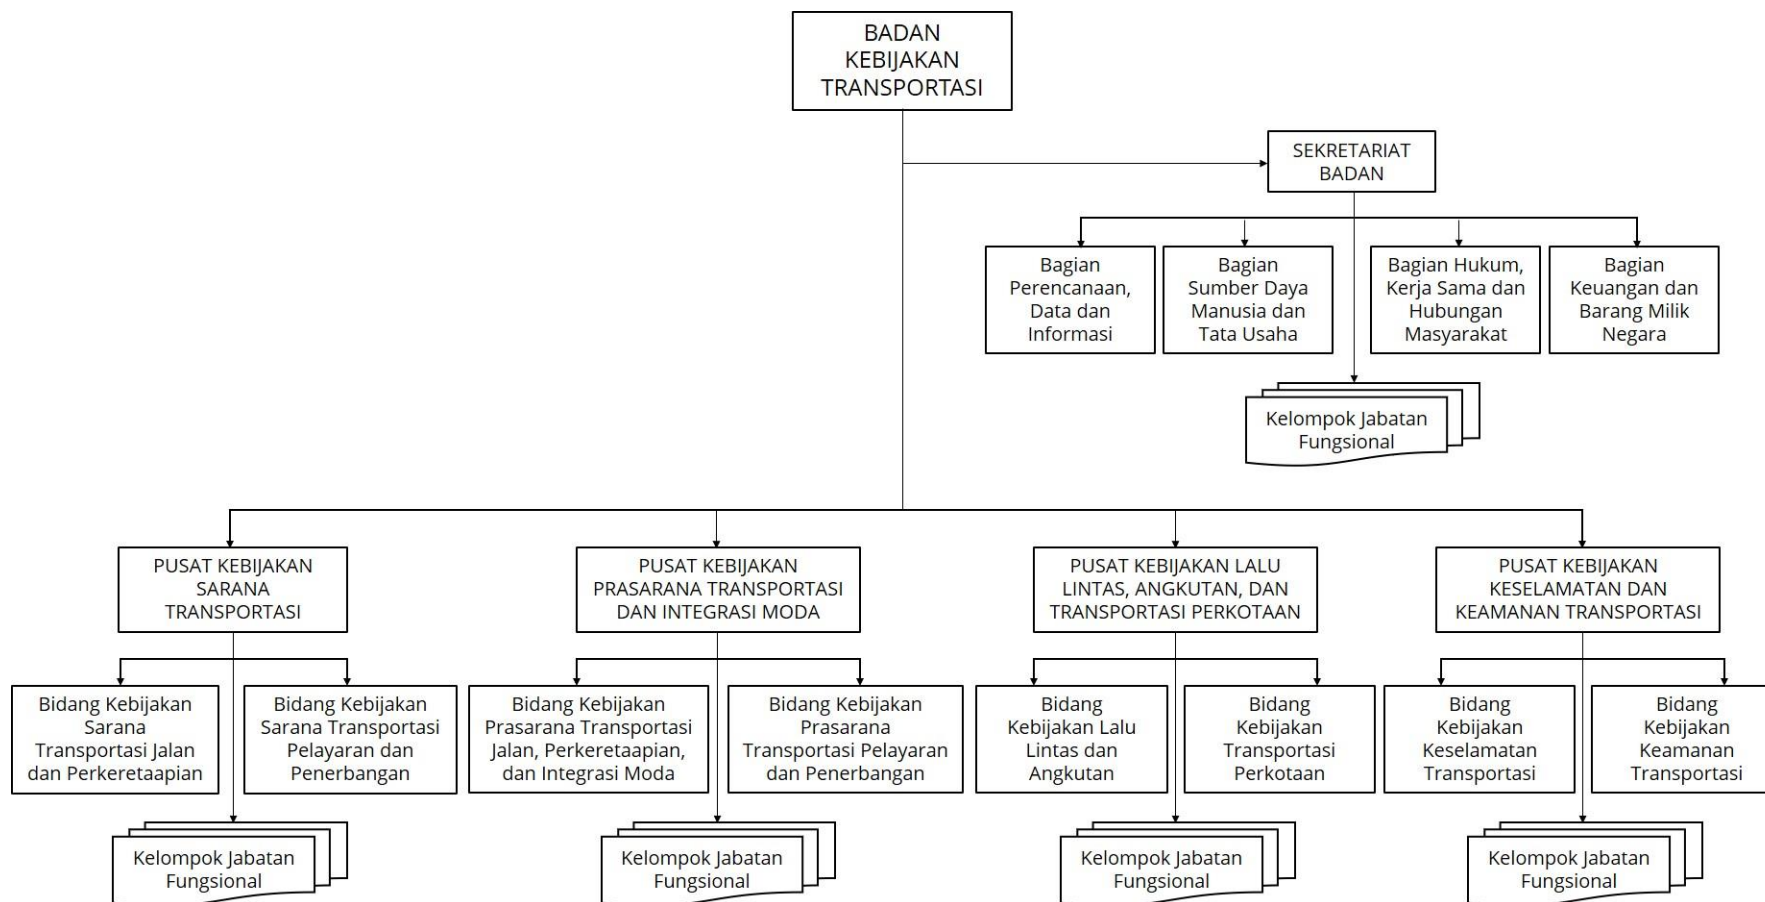 BADAN
KEBIJAKAN
TRANSPORTASI
SEKRETARIAT
BADAN
Bagian
Perencanaan,
Data dan
Informasi
Bagian
Sumber Daya
Manusia dan
Tata Usaha
Bagian Hukum,
Kerja Sama dan
Hubungan
Masyarakat
Bagian
Keuangan dan
Barang Milik
Negara
Kelompok Jabatan
Fungsional
PUSAT KEBIJAKAN
SARANA
TRANSPORTASI
PUSAT KEBIJAKAN
PRASARANA TRANSPORTASI
DAN INTEGRASI MODA
PUSAT KEBIJAKAN LALU
LINTAS, ANGKUTAN, DAN
TRANSPORTASI PERKOTAAN
PUSAT KEBIJAKAN
KESELAMATAN DAN
KEAMANAN TRANSPORTASI
Bidang Kebijakan
Sarana
Transportasi Jalan
dan Perkeretaapian
Bidang Kebijakan
Sarana Transportasi
Pelayaran dan
Penerbangan
Bidang Kebijakan
Prasarana Transportasi
Jalan, Perkeretaapian,
dan Integrasi Moda
Bidang Kebijakan
Prasarana
Transportasi Pelayaran
dan Penerbangan
Bidang
Kebijakan Lalu
Lintas dan
Angkutan
Bidang
Kebijakan
Transportasi
Perkotaan
Bidang
Kebijakan
Keselamatan
Transportasi
Bidang
Kebijakan
Keamanan
Transportasi
Kelompok Jabatan
Fungsional
Kelompok Jabatan
Fungsional
Kelompok Jabatan
Fungsional
Kelompok Jabatan
Fungsional